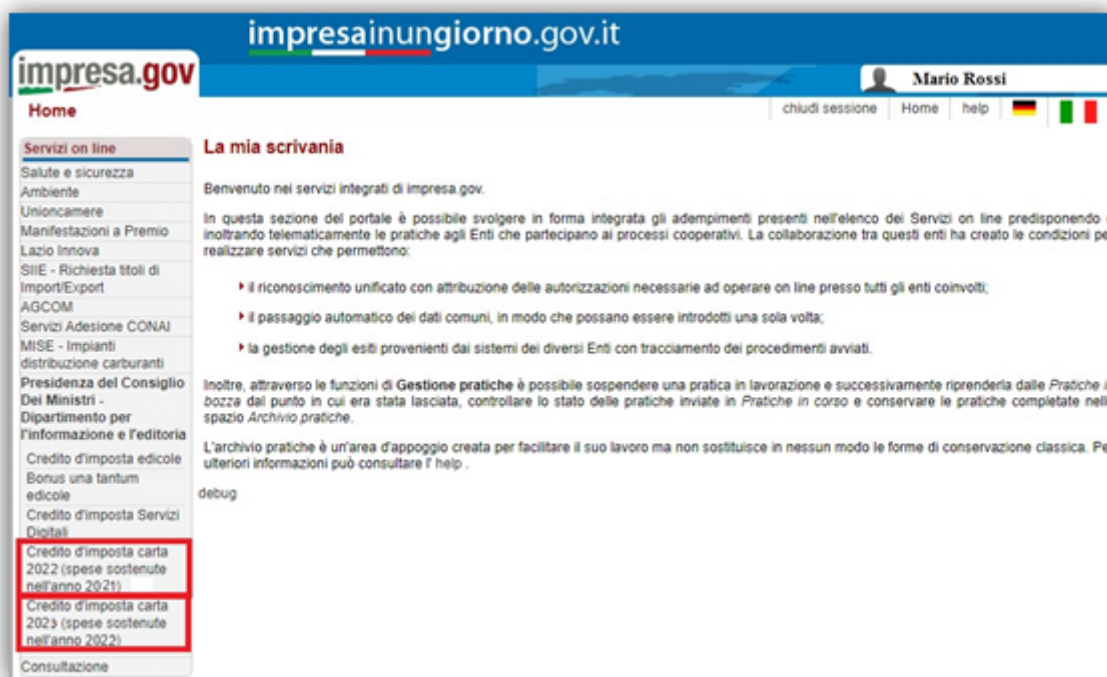 impresainungiorno.gov.it
impresa.gov
Mario Rossi
Home
chiudi sessione
Home
help
Servizi on line
Salute e sicurezza
Ambiente
Unioncamere
Manifestazioni a Premio
Lazio Innova
SIIE - Richiesta titoli di
Import/Export
AGCOM
Servizi Adesione CONAI
MISE - Impianti
distribuzione carburanti
Presidenza del Consiglio
Dei Ministri -
Dipartimento per
l'informazione e l'editoria
Credito d'imposta edicole
Bonus una tantum
edicole
Credito d'imposta Servizi
Digitali
Credito d'imposta carta
2022 (spese sostenute
nell'anno 2021)
Credito d'imposta carta
2023 (spese sostenute
nell'anno 2022)
Consultazione
La mia scrivania
Benvenuto nei servizi integrati di impresa.gov.
In questa sezione del portale è possibile svolgere in forma integrata gli adempimenti presenti nell'elenco dei Servizi on line predisponendo
inoltrando telematicamente le pratiche agli Enti che partecipano ai processi cooperativi. La collaborazione tra questi enti ha creato le condizioni pe
realizzare servizi che permettono:
il riconoscimento unificato con attribuzione delle autorizzazioni necessarie ad operare on line presso tutti gli enti coinvolti;
il passaggio automatico dei dati comuni, in modo che possano essere introdotti una sola volta;
la gestione degli esiti provenienti dai sistemi dei diversi Enti con tracciamento dei procedimenti avviati.
Inoltre, attraverso le funzioni di Gestione pratiche è possibile sospendere una pratica in lavorazione e successivamente riprenderla dalle Pratiche
bozza dal punto in cui era stata lasciata, controllare lo stato delle pratiche inviate in Pratiche in corso e conservare le pratiche completate nell
spazio Archivio pratiche.
L'archivio pratiche è un'area d'appoggio creata per facilitare il suo lavoro ma non sostituisce in nessun modo le forme di conservazione classica. Pe
ulteriori informazioni può consultare l' help .
debug